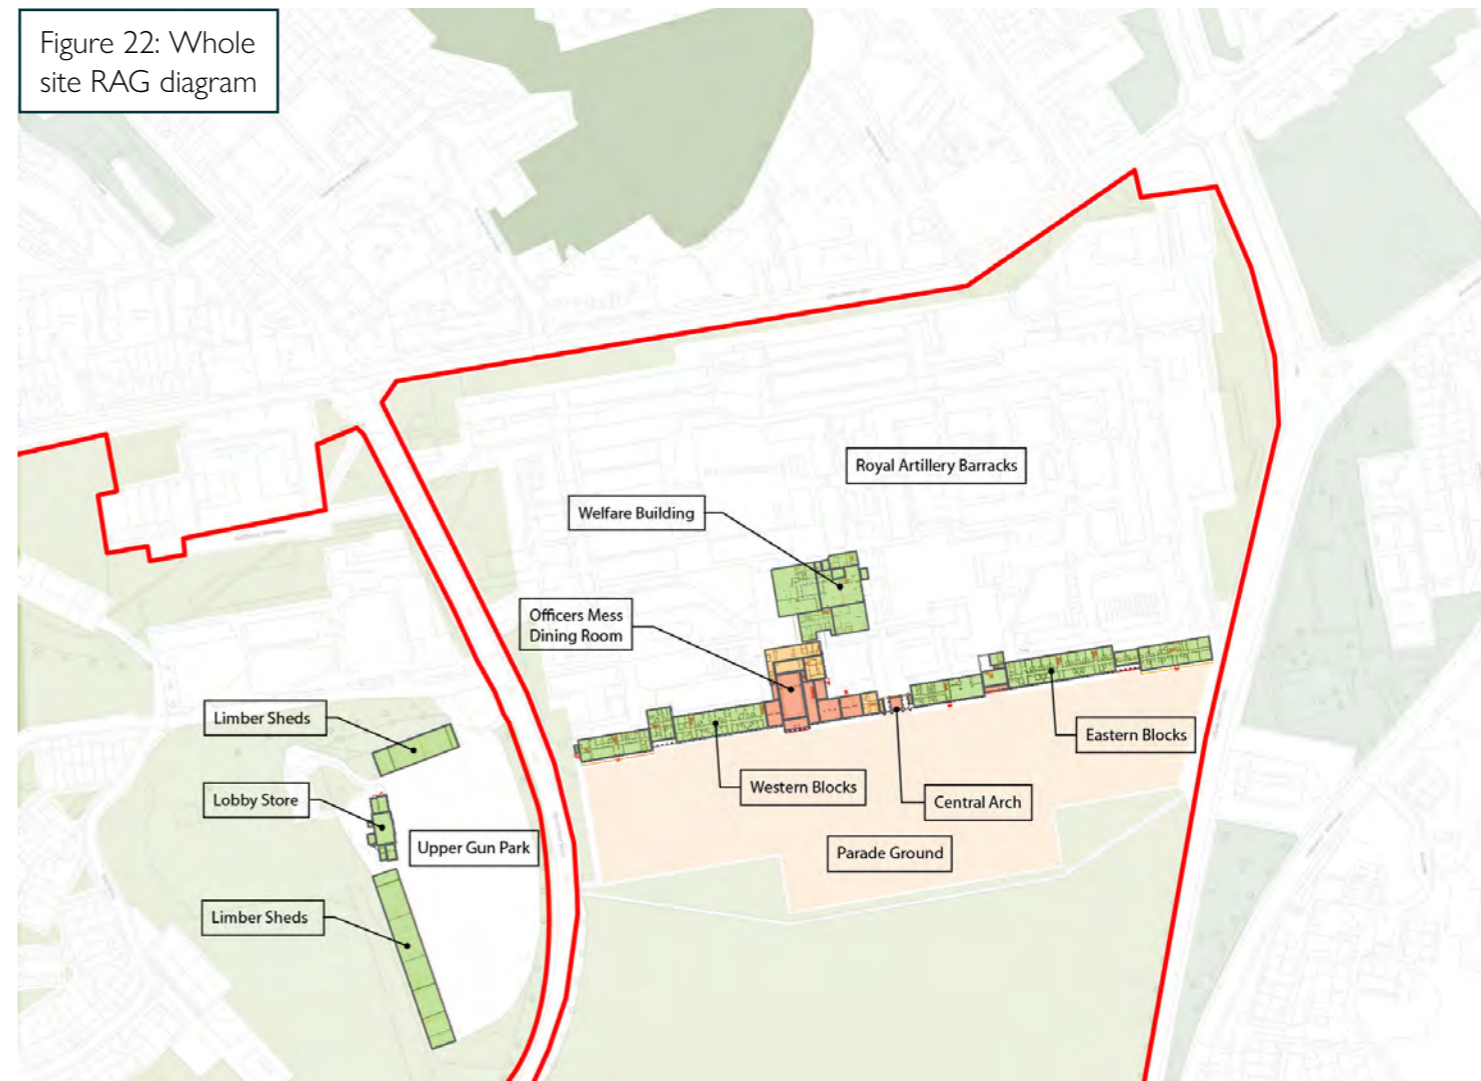 Figure 22: Whole
site RAG diagram
Royal Artillery Barracks
Welfare Building
Officers Mess
Dining Room
Limber Sheds
Eastern Blocks
Western Blocks
Lobby Store
Central Arch
Upper Gun Park
Parade Ground
Limber Sheds